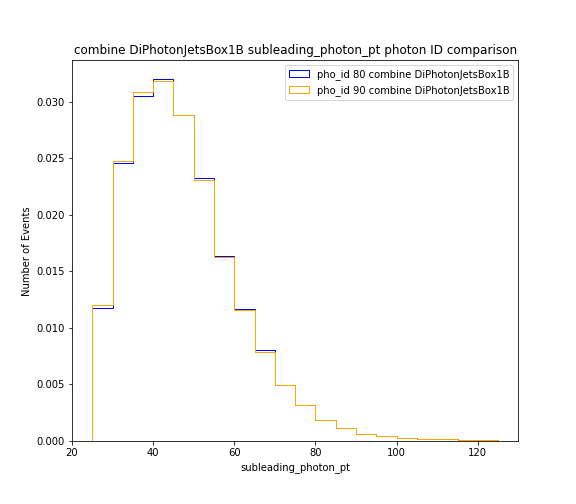 combine DiPhotonJetsBox1B subleading_photon_pt photon ID comparison
pho_id 80 combine DiPhotonJetsBox1B
pho_id 90 combine DiPhotonJetsBox1B
Number of Events
0.030
0.025
0.020
0.015
0.010
0.005
0.000
20 40 60 80 100 120
subleading_photon_pt